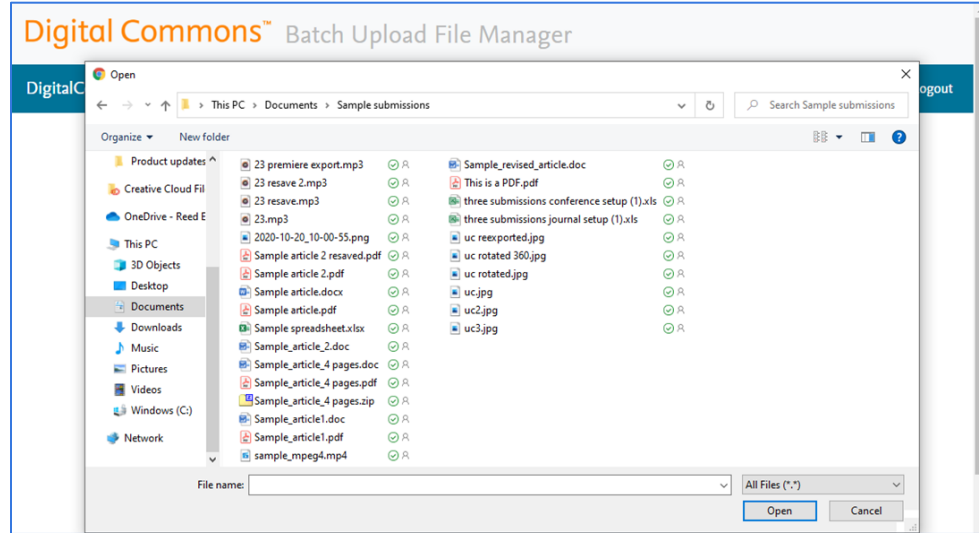 Digital Commons™ Batch Upload File Manager
DigitalC
ogout
Open
This PC > Documents > Sample submissions
Search Sample submissions
Organize
New folder
Product updates
Creative Cloud Fil
OneDrive - Reed E
This PC
3D Objects
Desktop
Documents
Downloads
Music
Pictures
Videos
Windows (C:)
Network
23 premiere export.mp3
23 resave 2.mp3
23 resave.mp3
23.mp3
2020-10-20_10-00-55.png
Sample article 2 resaved.pdf
Sample article 2.pdf
Sample article.docx
Sample article.pdf
Sample spreadsheet.xlsx
Sample_article_2.doc
Sample_article_4 pages.doc
Sample_article_4 pages.pdf
Sample_article_4 pages.zip
Sample_article1.doc
Sample_article1.pdf
sample_mpeg4.mp4
Sample_revised_article.doc
This is a PDF.pdf
three submissions conference setup (1).xls
three submissions journal setup (1).xls
uc reexported.jpg
uc rotated 360.jpg
uc rotated.jpg
uc.jpg
uc2.jpg
uc3.jpg
File name:
All Files (*.*)
Open
Cancel